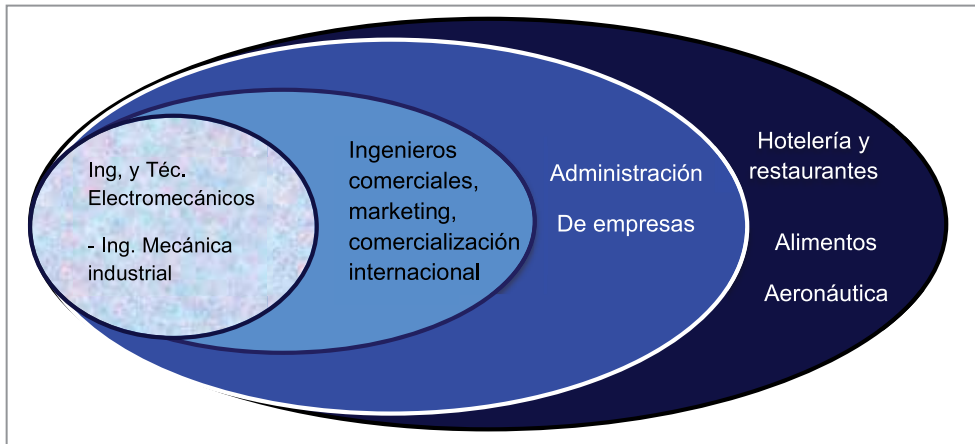 Ing, y Téc.
Electromecánicos
- Ing. Mecánica
industrial
Ingenieros
comerciales,
marketing,
comercialización
internacional
Administración
De empresas
Hotelería y
restaurantes
Alimentos
Aeronáutica